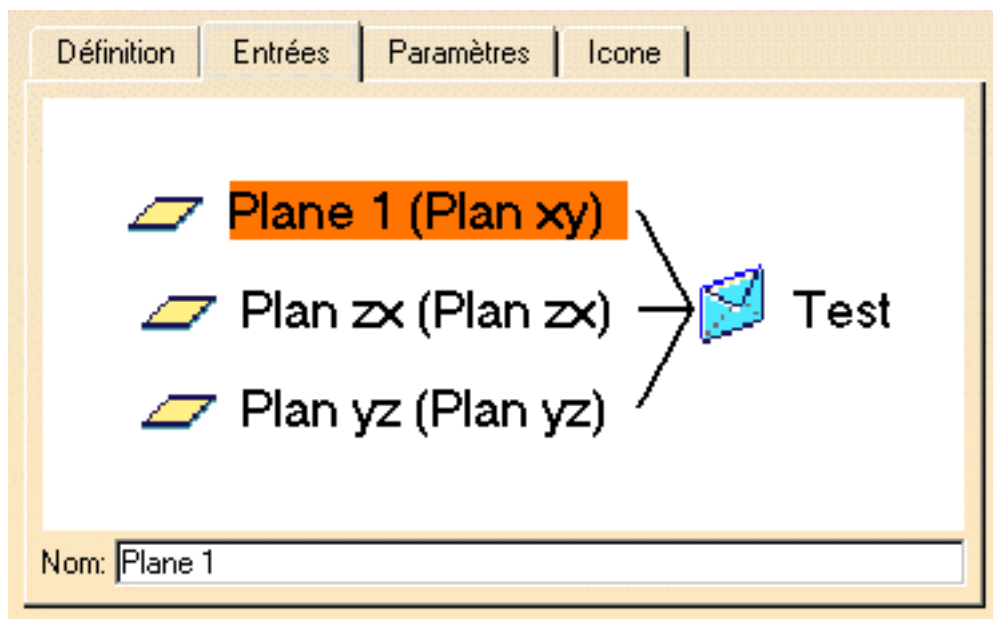 Définition Entrées Paramètres Icone
Plane 1 (Plan xy)
Plan zx (Plan zx) Test
Plan yz (Plan yz)
Nom: Plane 1